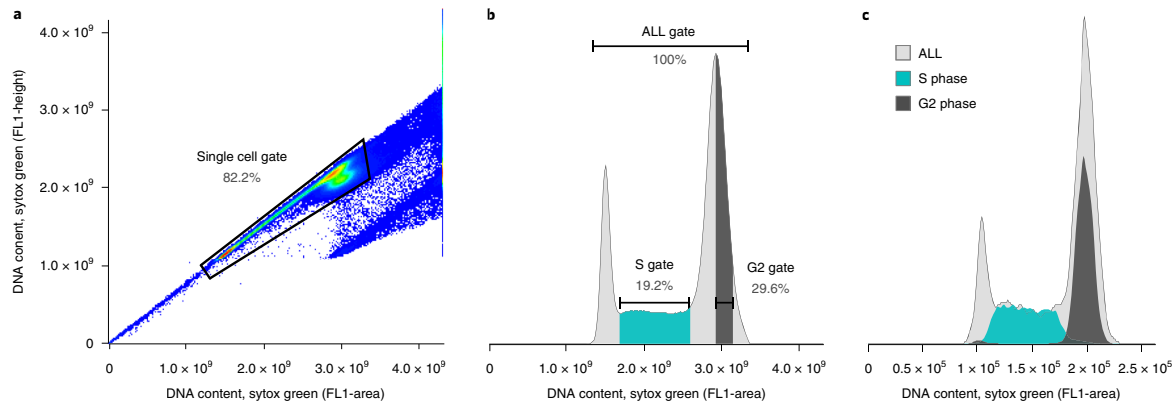 a
DNA conent, sytox green (FL1-height)
4.0 × 10⁹
3.0 × 10⁹
2.0 × 10⁹
1.0 × 10⁹
0
Single cell gate
82.2%
0 1.0 × 10⁹ 2.0 × 10⁹ 3.0 × 10⁹ 4.0 × 10⁹
DNA content, sytox green (FL1-area)
b
ALL gate
100%
S gate
19.2%
G2 gate
29.6%
0 1.0 × 10⁹ 2.0 × 10⁹ 3.0 × 10⁹ 4.0 × 10⁹
DNA content, sytox green (FL1-area)
c
ALL
S phase
G2 phase
0 0.5 x 10⁵ 1 x 10⁵ 1.5 x 10⁵ 2 x 10⁵ 2.5 x 10⁵
DNA content, sytox green (FL1-area)